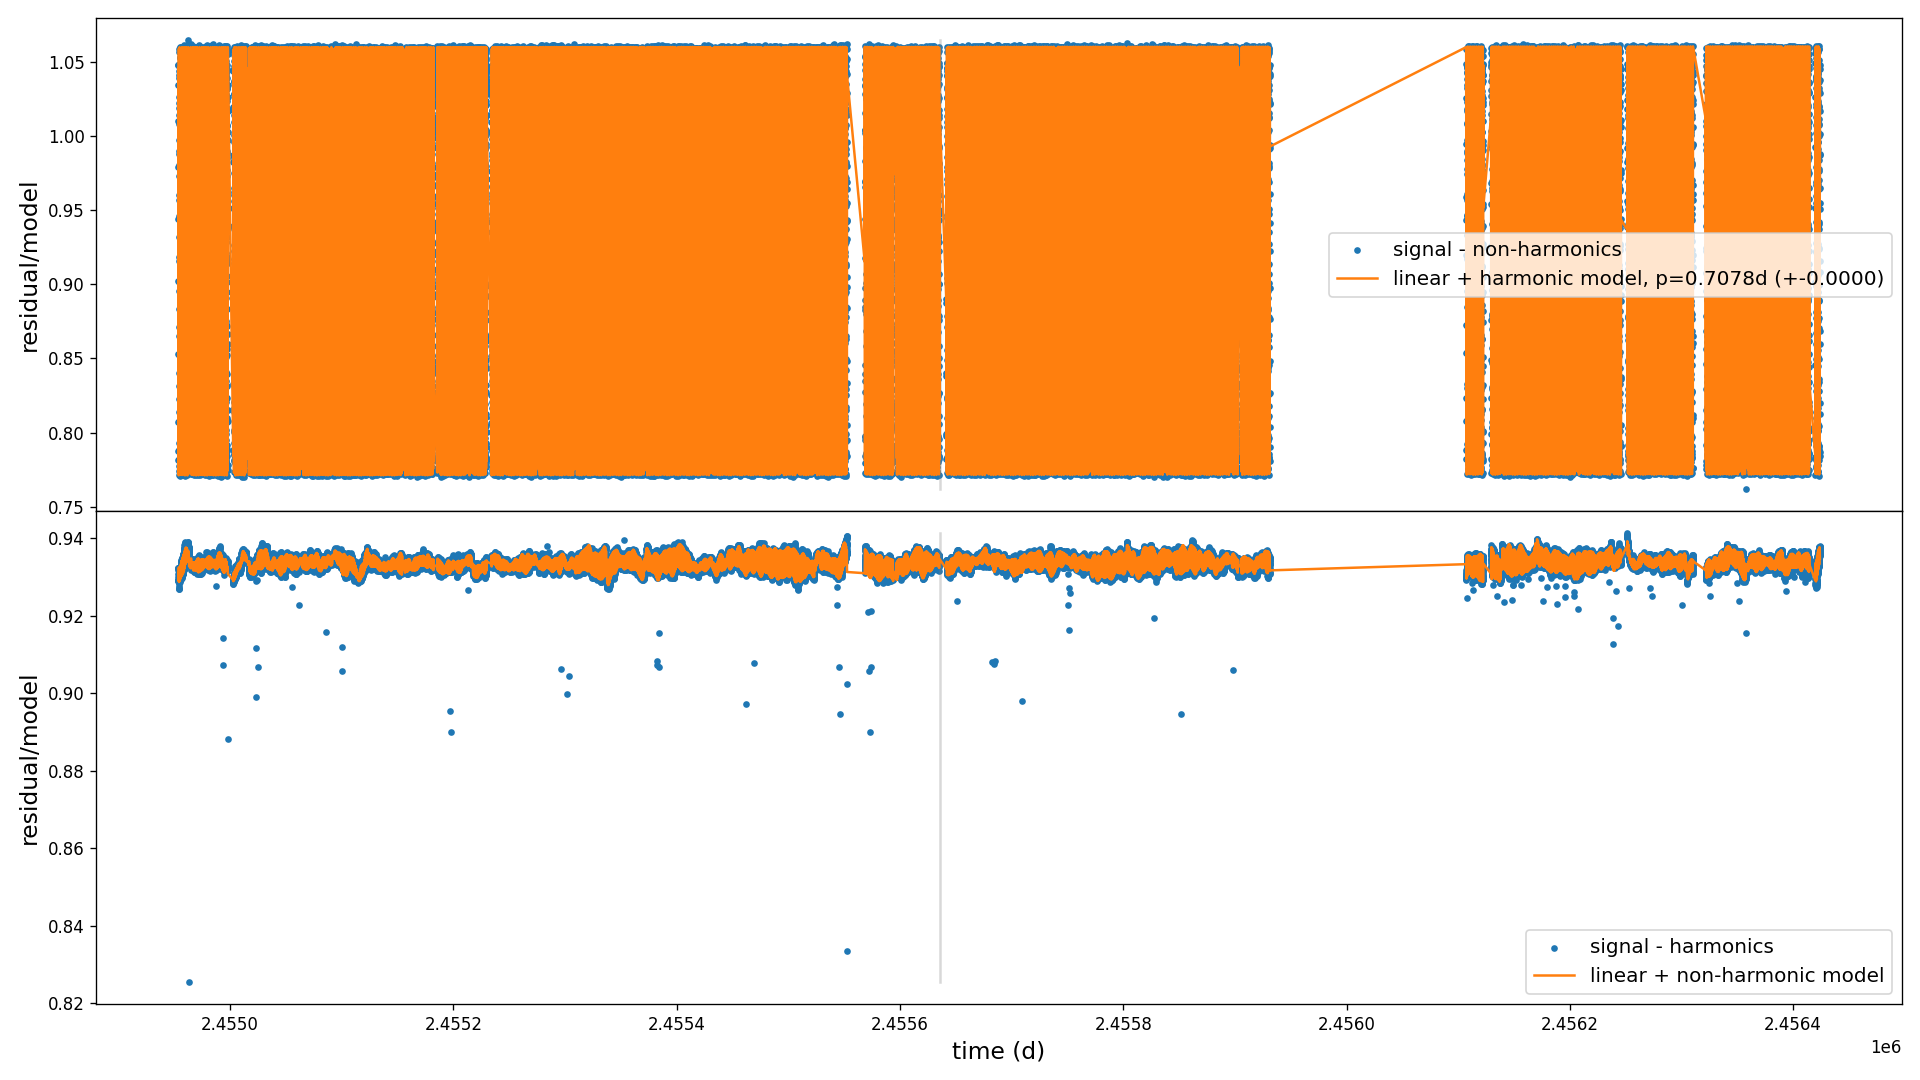 1.05
1.00
0.95
0.90
0.85
0.80
0.75
residual/model
signal - non-harmonics
linear + harmonic model, p=0.7078d (+-0.0000)
0.94
0.92
0.90
0.88
0.86
0.84
0.82
residual/model
signal - harmonics
linear + non-harmonic model
2.4550
2.4552
2.4554
2.4556
2.4558
2.4560
2.4562
2.4564
time (d)
1e6